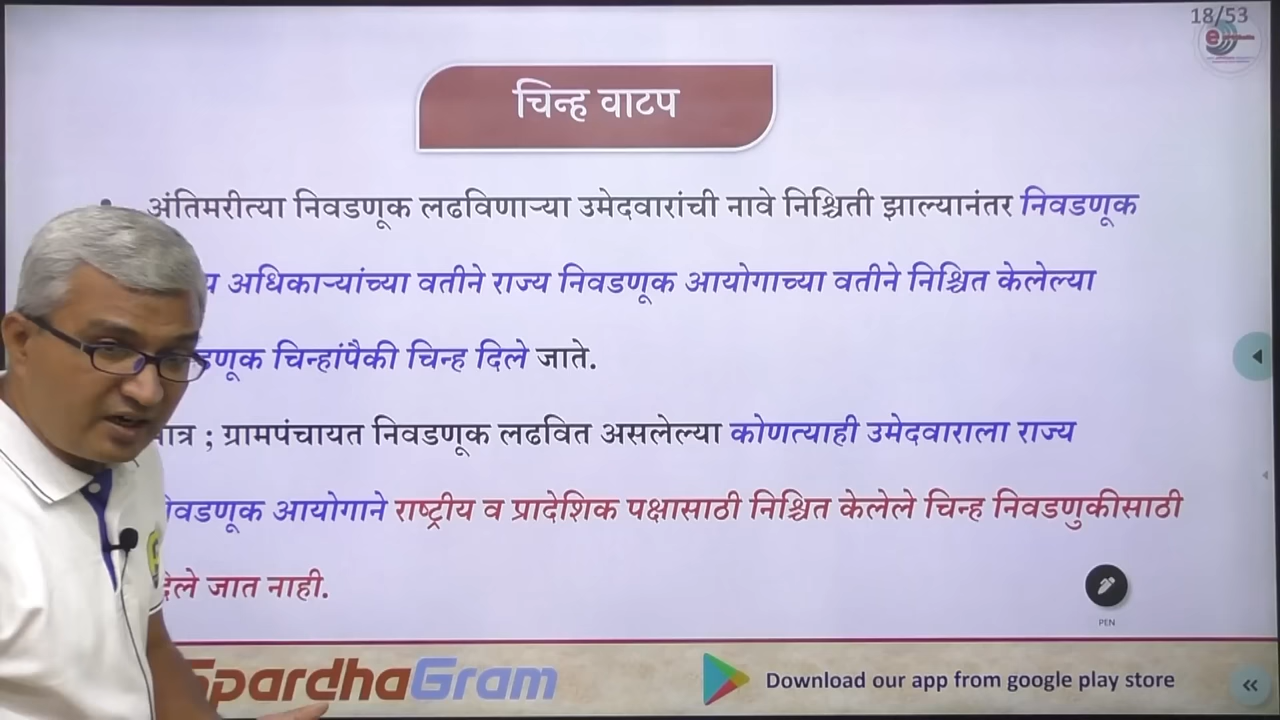 18/53
चिन्ह वाटप
अंतिमरीत्या निवडणूक लढविणाऱ्या उमेदवारांची नावे निश्चिती झाल्यानंतर निवडणूक
अधिकाऱ्यांच्या वतीने राज्य निवडणूक आयोगाच्या वतीने निश्चित केलेल्या
चिन्हांपैकी चिन्ह दिले जाते.
; ग्रामपंचायत निवडणूक लढवित असलेल्या कोणत्याही उमेदवाराला राज्य
आयोगाने राष्ट्रीय व प्रादेशिक पक्षासाठी निश्चित केलेले चिन्ह निवडणुकीसाठी
जात नाही.
PEN
SpardhaGram
Download our app from google play store